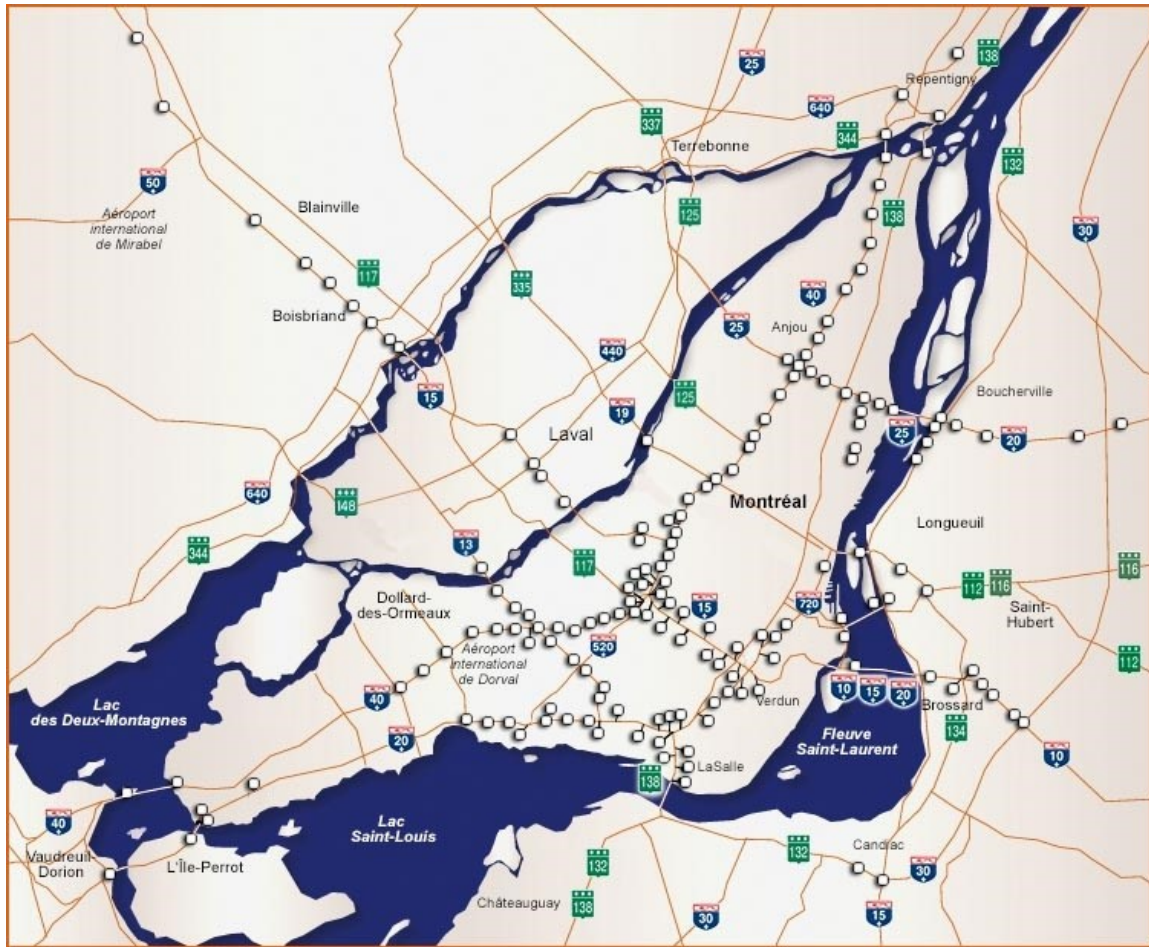 138
25
Repentigny
640
337
344
Terrebonne
132
50
Blainville
125
138
Aéroport
international
de Mirabel
30
117
335
40
Boisbriand
25
Anjou
440
15
125
19
Boucherville
Laval
25
20
640
148
Montréal
Longueuil
344
13
117
116
112
116
Dollard-
des-Ormeaux
15
720
Saint-
Hubert
520
Aéroport
international
de Dorval
112
Lac
des Deux-Montagnes
40
Verdun
10
15
20
Brossard
20
Fleuve
Saint-Laurent
134
10
LaSalle
138
40
Lac
Saint-Louis
Vaudreuil-
Dorion
L'Île-Perrot
132
132
Candiac
30
Châteauguay
138
30
15